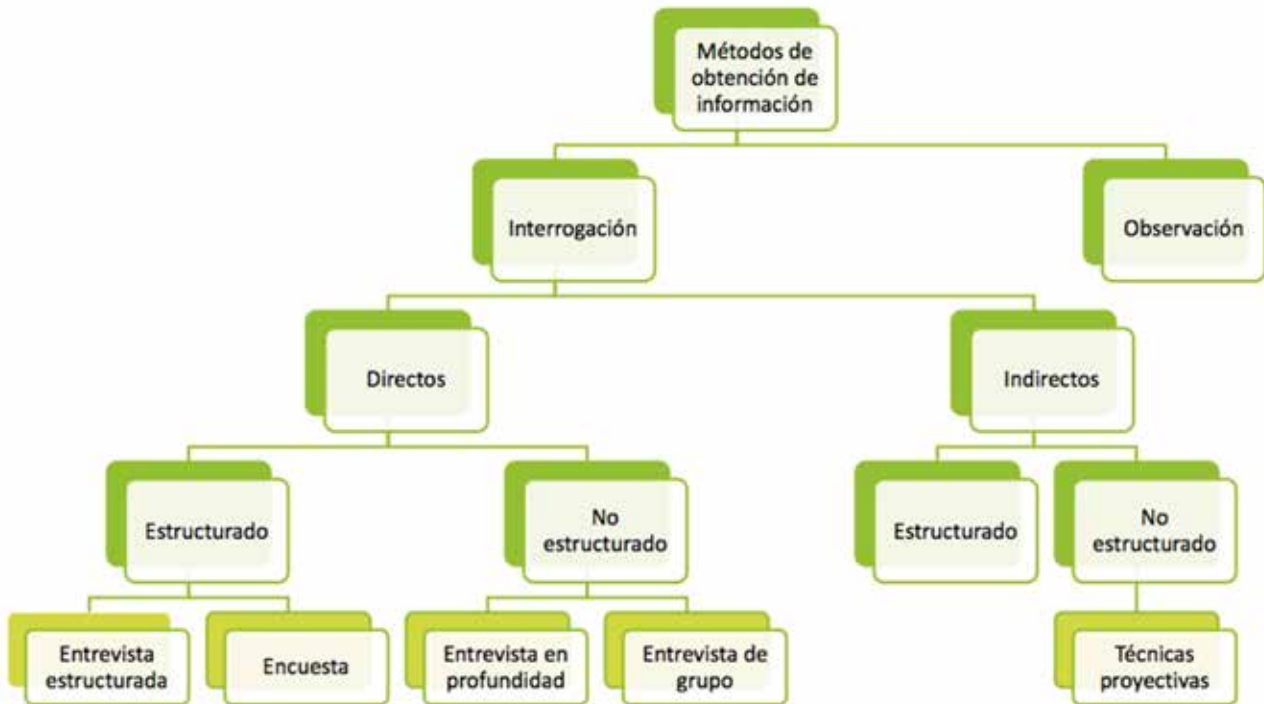 Métodos de
obtención de
información
Interrogación
Observación
Directos
Indirectos
Estructurado
No
estructurado
Estructurado
No
estructurado
Entrevista
estructurada
Encuesta
Entrevista en
profundidad
Entrevista de
grupo
Técnicas
proyectivas